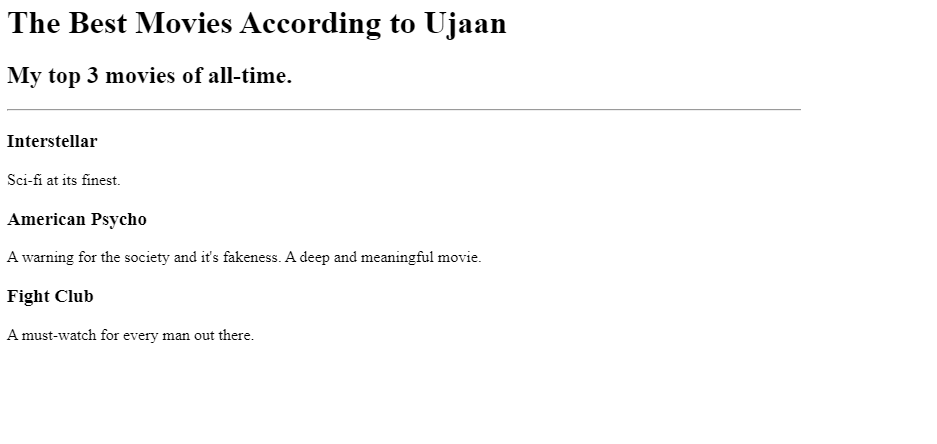 The Best Movies According to Ujaan
My top 3 movies of all-time.
Interstellar
Sci-fi at its finest.
American Psycho
A warning for the society and it's fakeness. A deep and meaningful movie.
Fight Club
A must-watch for every man out there.